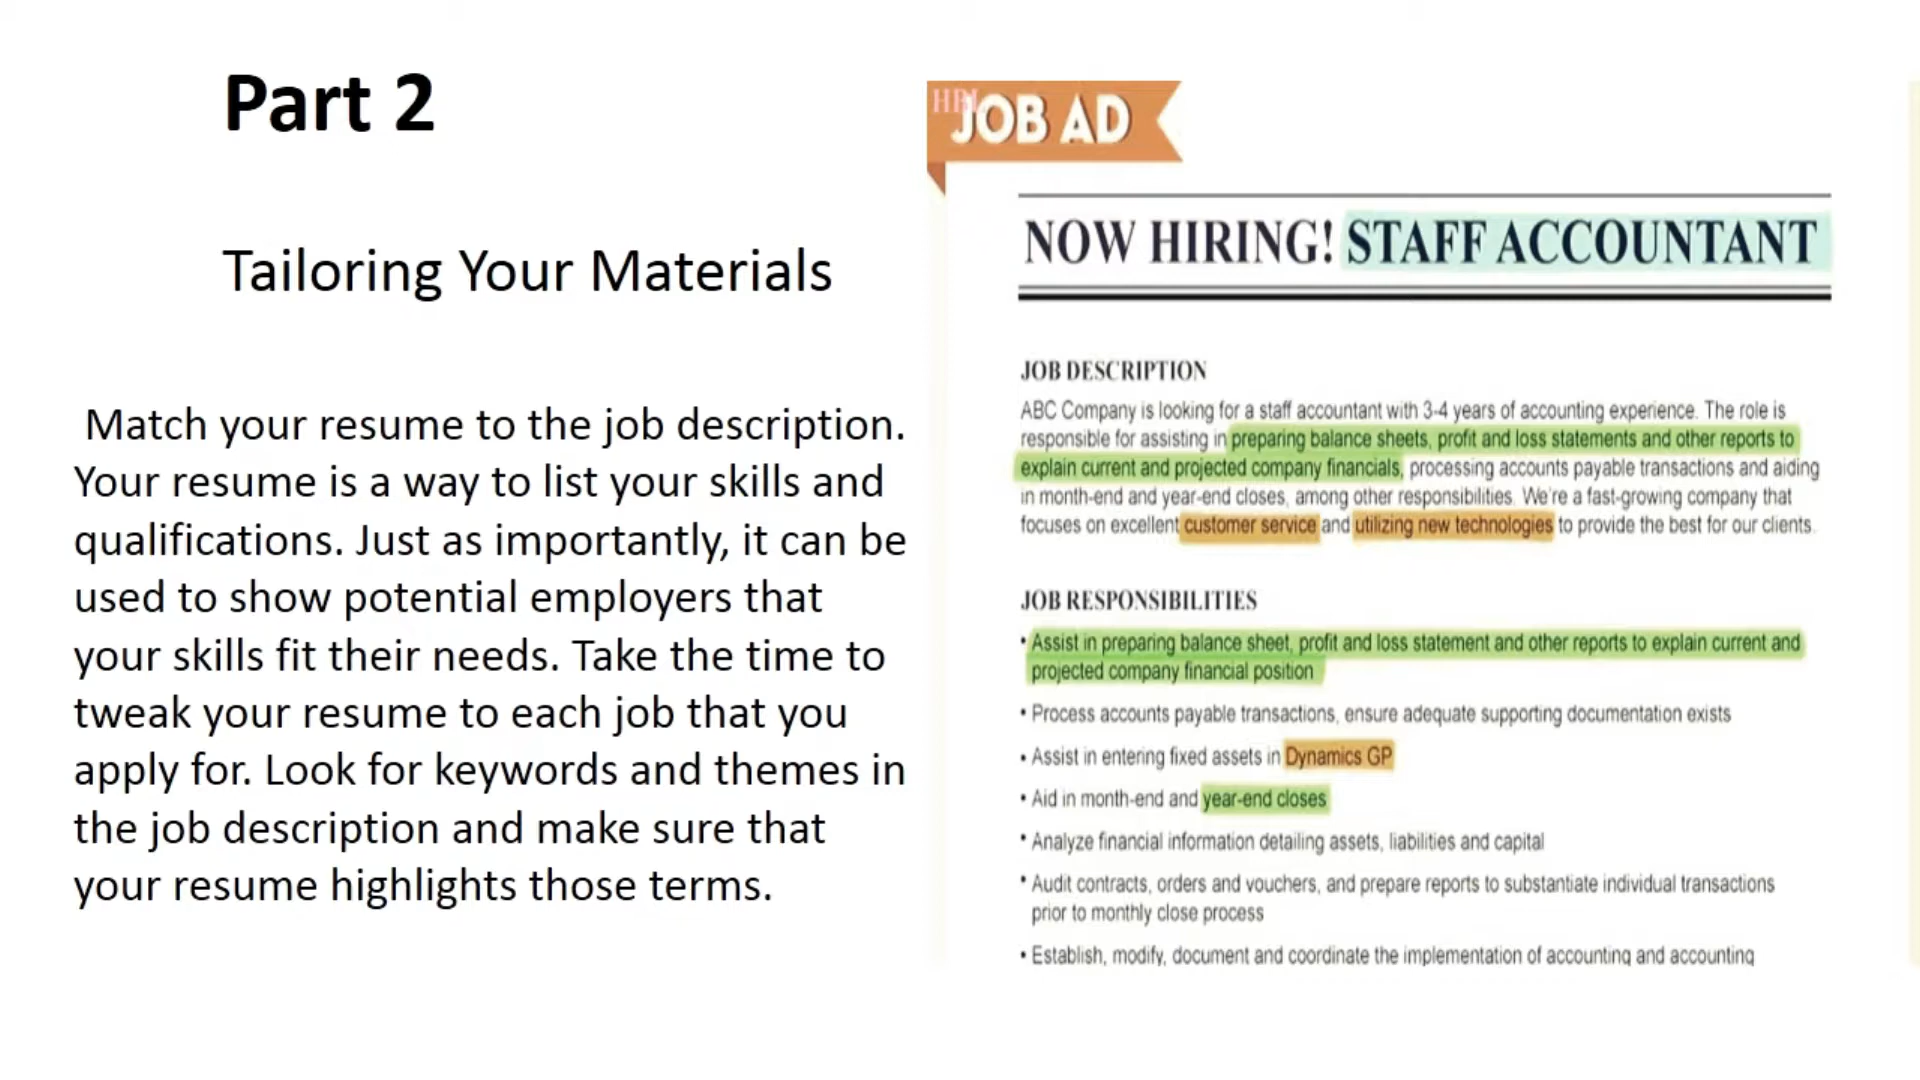 Part 2
Tailoring Your Materials
Match your resume to the job description.
Your resume is a way to list your skills and
qualifications. Just as importantly, it can be
used to show potential employers that
your skills fit their needs. Take the time to
tweak your resume to each job that you
apply for. Look for keywords and themes in
the job description and make sure that
your resume highlights those terms.
JOB AD
NOW HIRING! STAFF ACCOUNTANT
JOB DESCRIPTION
ABC Company is looking for a staff accountant with 3-4 years of accounting experience. The role is
responsible for assisting in preparing balance sheets, profit and loss statements and other reports to
explain current and projected company financials, processing accounts payable transactions and aiding
in month-end and year-end closes, among other responsibilities. We're a fast-growing company that
focuses on excellent customer service and utilizing new technologies to provide the best for our clients.
JOB RESPONSIBILITIES
• Assist in preparing balance sheet, profit and loss statement and other reports to explain current and
projected company financial position
• Process accounts payable transactions, ensure adequate supporting documentation exists
• Assist in entering fixed assets in Dynamics GP
• Aid in month-end and year-end closes
• Analyze financial information detailing assets, liabilities and capital
• Audit contracts, orders and vouchers, and prepare reports to substantiate individual transactions
prior to monthly close process
• Establish, modify, document and coordinate the implementation of accounting and accounting